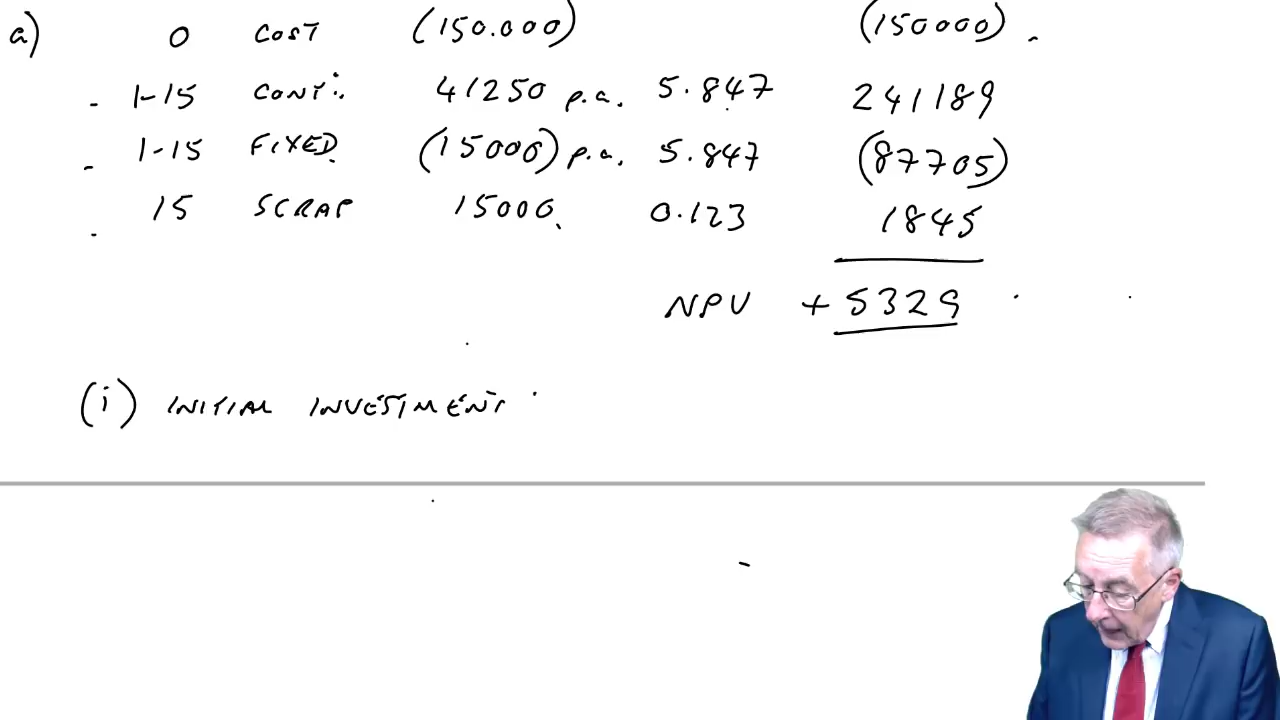 a) 0 COST (150.000) (150000)
1-15 CONT: 41250 p.a. 5.847 241189
1-15 FIXED (15000) p.a. 5.847 (87705)
15 SCRAP 15000 0.123 1845
NPV + 5329
(i) INITIAL INVESTMENT